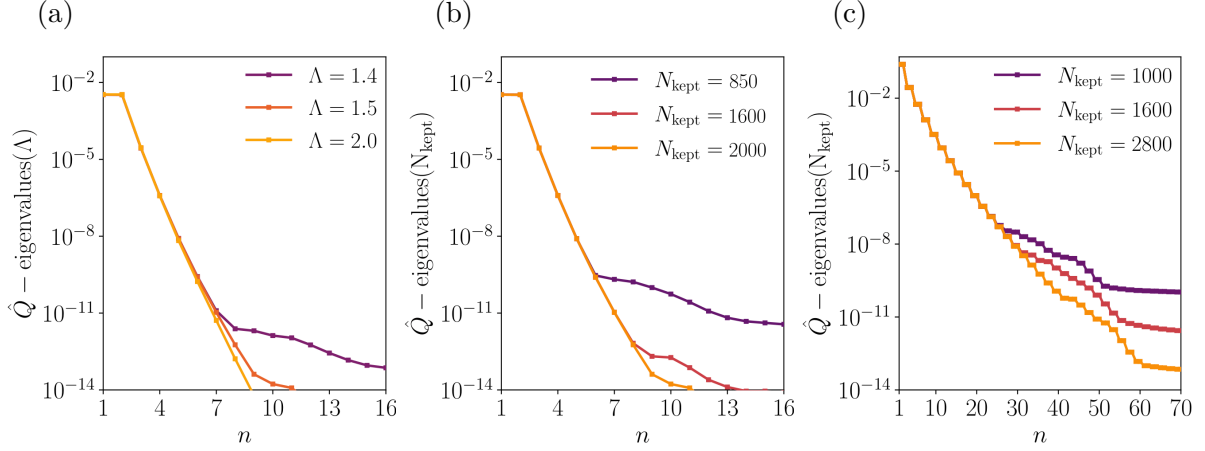 (a)
Q̂ − eigenvalues(Λ)
10⁻²
10⁻⁵
10⁻⁸
10⁻¹¹
10⁻¹⁴
1 4 7 10 13 16
n
Λ = 1.4
Λ = 1.5
Λ = 2.0
(b)
Q̂ − eigenvalues(N_kept)
10⁻²
10⁻⁵
10⁻⁸
10⁻¹¹
10⁻¹⁴
1 4 7 10 13 16
n
N_kept = 850
N_kept = 1600
N_kept = 2000
(c)
Q̂ − eigenvalues(N_kept)
10⁻²
10⁻⁵
10⁻⁸
10⁻¹¹
10⁻¹⁴
1 10 20 30 40 50 60 70
n
N_kept = 1000
N_kept = 1600
N_kept = 2800